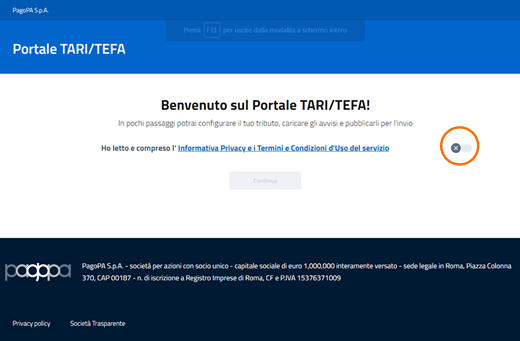 PagoPA S.p.A.
Premi F11 per uscire dalla modalità a schermo intero
Portale TARI/TEFA
Benvenuto sul Portale TARI/TEFA!
In pochi passaggi potrai configurare il tuo tributo, caricare gli avvisi e pubblicarli per l'invio
Ho letto e compreso l' Informativa Privacy e i Termini e Condizioni d'Uso del servizio
Continua
pagopa
PagoPA S.p.A. - società per azioni con socio unico - capitale sociale di euro 1,000,000 interamente versato - sede legale in Roma, Piazza Colonna
370, CAP 00187 - n. di iscrizione a Registro Imprese di Roma, CF e P.IVA 15376371009
Privacy policy Società Trasparente